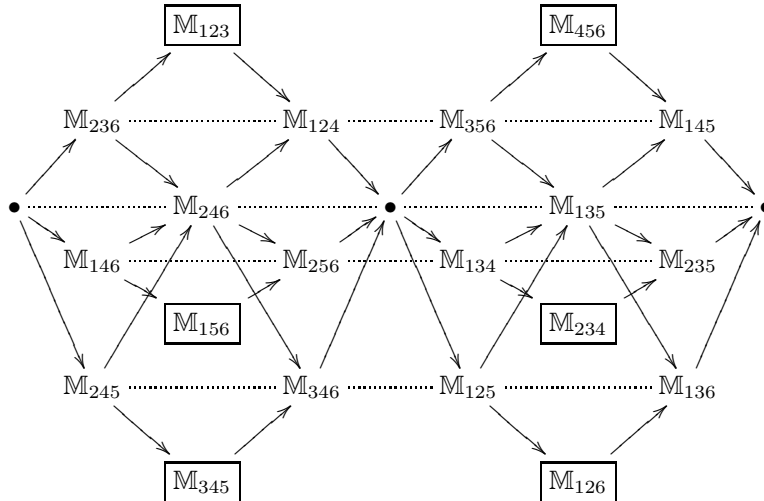 𝕄₁₂₃ 𝕄₄₅₆
𝕄₂₃₆ 𝕄₁₂₄ 𝕄₃₅₆ 𝕄₁₄₅
𝕄₂₄₆ 𝕄₁₃₅
𝕄₁₄₆ 𝕄₂₅₆ 𝕄₁₃₄ 𝕄₂₃₅
𝕄₁₅₆ 𝕄₂₃₄
𝕄₂₄₅ 𝕄₃₄₆ 𝕄₁₂₅ 𝕄₁₃₆
𝕄₃₄₅ 𝕄₁₂₆